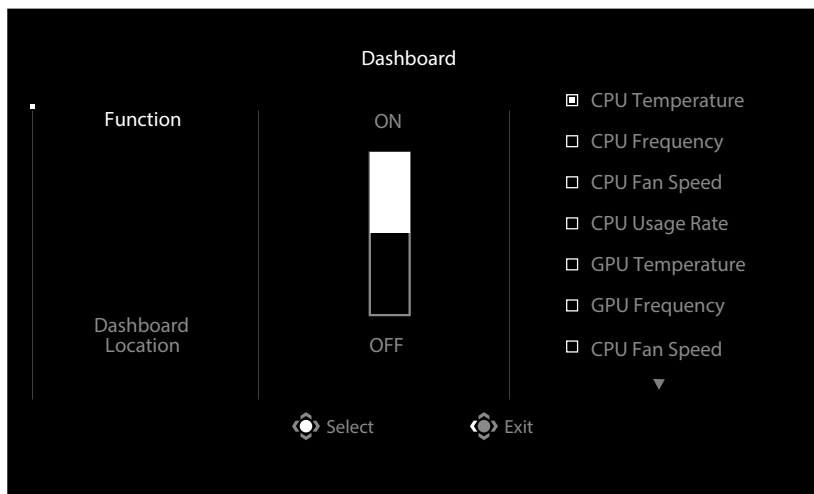 Dashboard
Function
Dashboard
Location
ON
OFF
CPU Temperature
CPU Frequency
CPU Fan Speed
CPU Usage Rate
GPU Temperature
GPU Frequency
CPU Fan Speed
Select
Exit